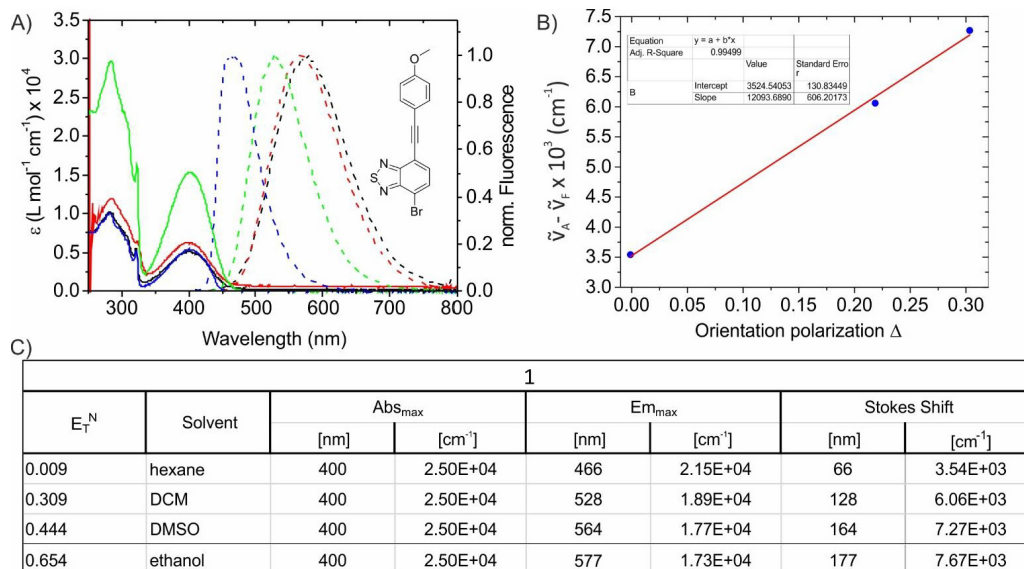 A)
3.5
3.0
2.5
2.0
1.5
1.0
0.5
0.0
ε (L mol⁻¹ cm⁻¹) x 10⁴
300 400 500 600 700 800
Wavelength (nm)
1.0
0.8
0.6
0.4
0.2
0.0
norm. Fluorescence
O
N
S
N
Br
B)
7.5
7.0
6.5
6.0
5.5
5.0
4.5
4.0
3.5
3.0
ṽA - ṽF x 10³ (cm⁻¹)
Equation y = a + b*x
Adj. R-Square 0.99499
Value Standard Erro
r
B Intercept 3524.54053 130.83449
Slope 12093.6890 606.20173
0.00 0.05 0.10 0.15 0.20 0.25 0.30
Orientation polarization Δ
C)
1
E_T^N Solvent Abs_max Em_max Stokes Shift
[nm] [cm⁻¹] [nm] [cm⁻¹] [nm] [cm⁻¹]
0.009 hexane 400 2.50E+04 466 2.15E+04 66 3.54E+03
0.309 DCM 400 2.50E+04 528 1.89E+04 128 6.06E+03
0.444 DMSO 400 2.50E+04 564 1.77E+04 164 7.27E+03
0.654 ethanol 400 2.50E+04 577 1.73E+04 177 7.67E+03